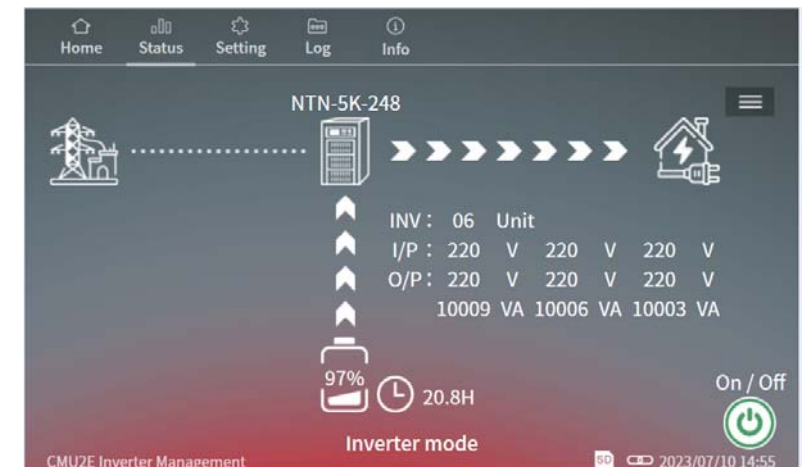 Home Status Setting Log Info
NTN-5K-248
INV : 06 Unit
I/P : 220 V 220 V 220 V
O/P : 220 V 220 V 220 V
10009 VA 10006 VA 10003 VA
97%
20.8H
On / Off
Inverter mode
CMU2E Inverter Management SD 2023/07/10 14:55